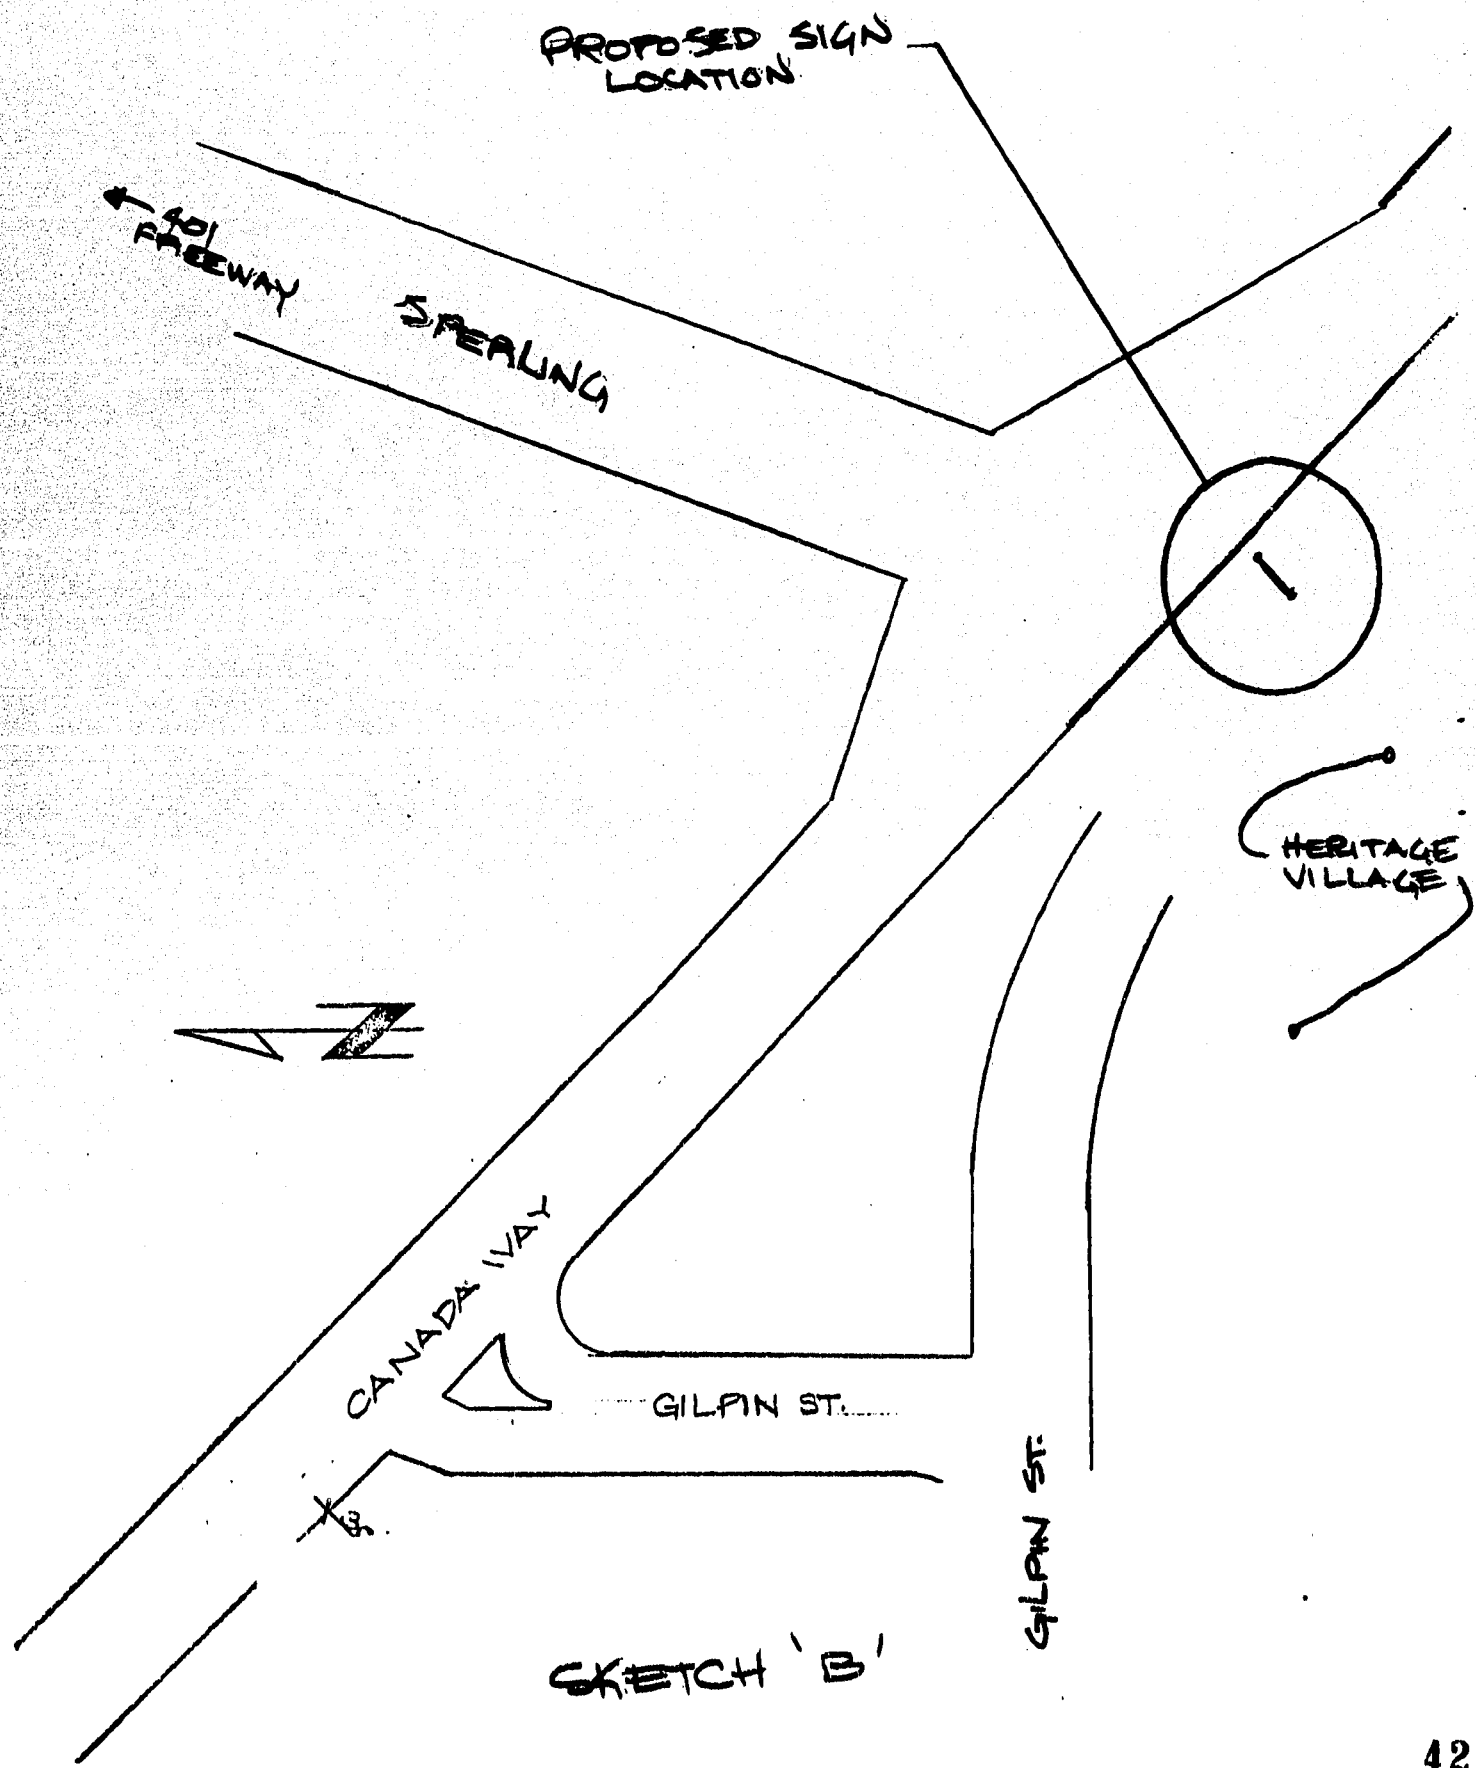 PROPOSED SIGN
LOCATION
401
FREEWAY
SPERLING
HERITAGE
VILLAGE
N
CANADA WAY
GILPIN ST.
GILPIN ST.
SKETCH 'B'
42